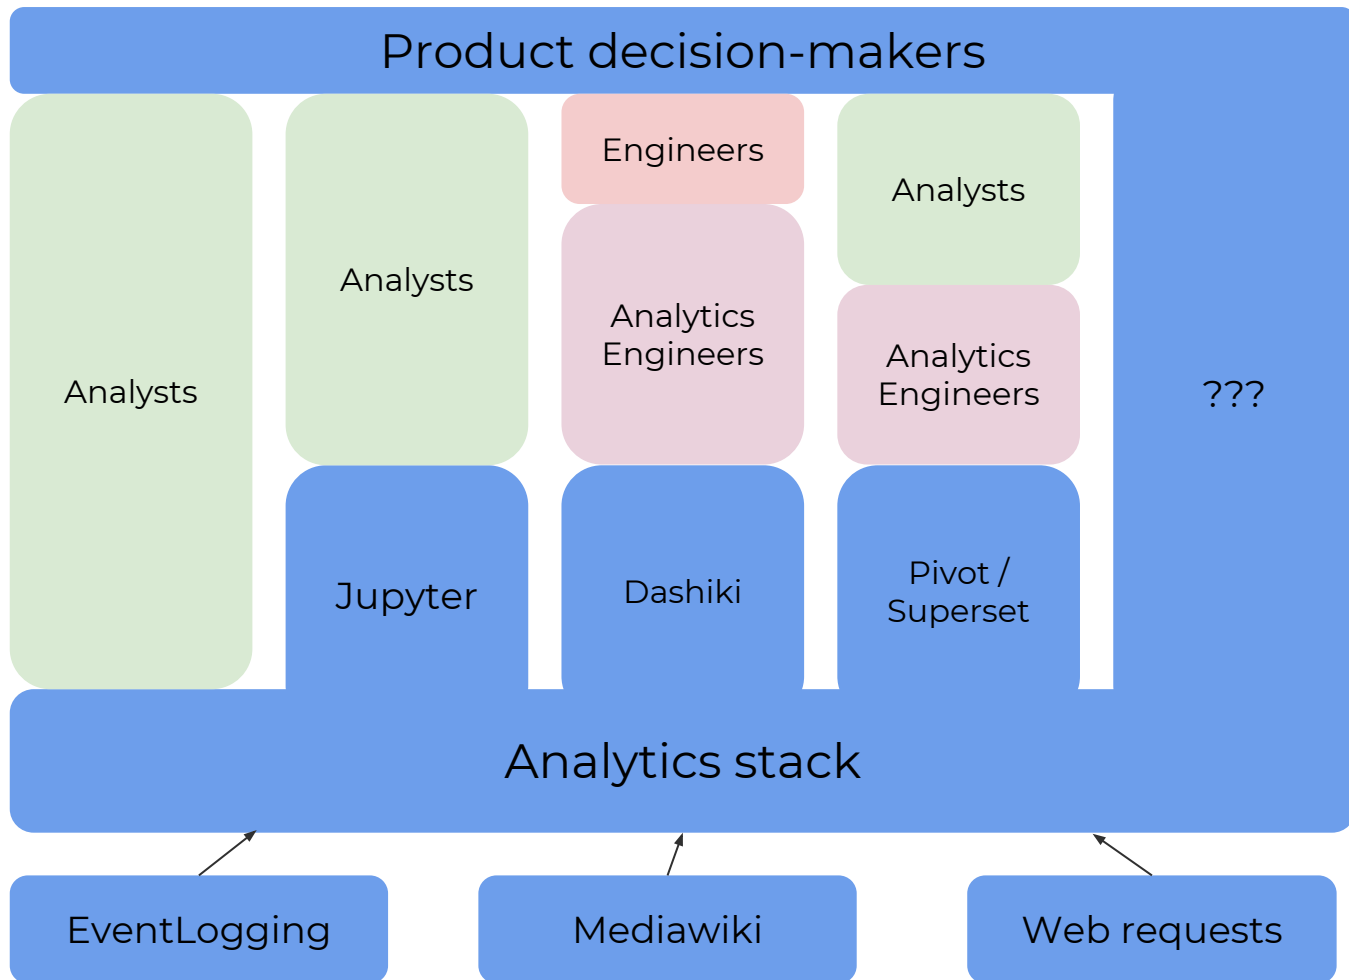 Product decision-makers
Analysts
Analysts
Engineers
Analytics
Engineers
Analysts
Analytics
Engineers
???
Jupyter
Dashiki
Pivot /
Superset
Analytics stack
EventLogging
Mediawiki
Web requests